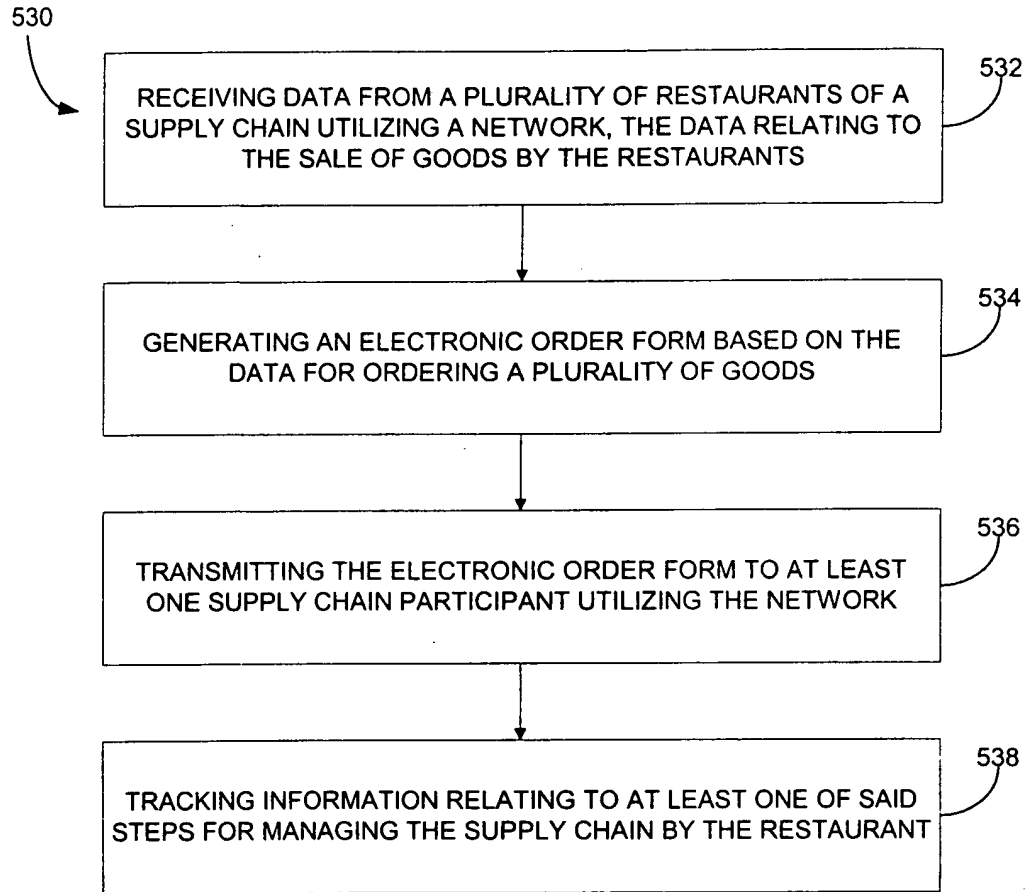 530
532
RECEIVING DATA FROM A PLURALITY OF RESTAURANTS OF A
SUPPLY CHAIN UTILIZING A NETWORK, THE DATA RELATING TO
THE SALE OF GOODS BY THE RESTAURANTS
534
GENERATING AN ELECTRONIC ORDER FORM BASED ON THE
DATA FOR ORDERING A PLURALITY OF GOODS
536
TRANSMITTING THE ELECTRONIC ORDER FORM TO AT LEAST
ONE SUPPLY CHAIN PARTICIPANT UTILIZING THE NETWORK
538
TRACKING INFORMATION RELATING TO AT LEAST ONE OF SAID
STEPS FOR MANAGING THE SUPPLY CHAIN BY THE RESTAURANT